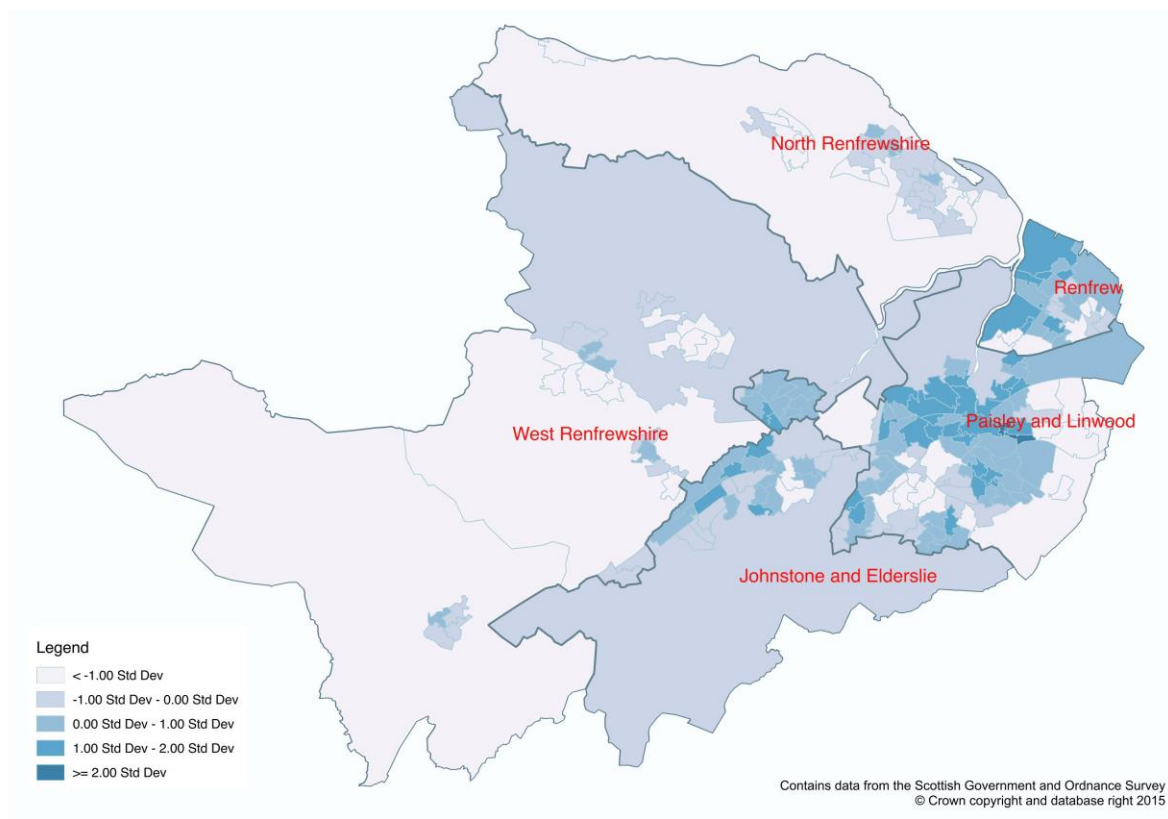 North Renfrewshire
Renfrew
Paisley and Linwood
West Renfrewshire
Johnstone and Elderslie
Legend
< -1.00 Std Dev
-1.00 Std Dev - 0.00 Std Dev
0.00 Std Dev - 1.00 Std Dev
1.00 Std Dev - 2.00 Std Dev
>= 2.00 Std Dev
Contains data from the Scottish Government and Ordnance Survey
© Crown copyright and database right 2015